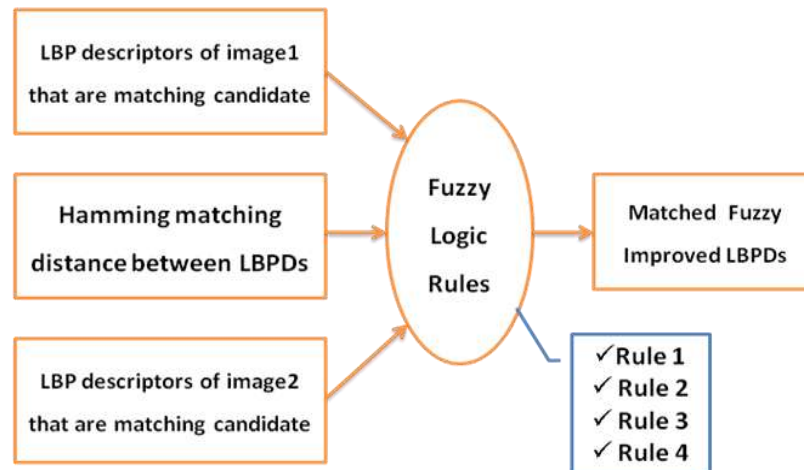 LBP descriptors of image1
that are matching candidate
Hamming matching
distance between LBPDs
LBP descriptors of image2
that are matching candidate
Fuzzy
Logic
Rules
Matched Fuzzy
Improved LBPDs
✓Rule 1
✓ Rule 2
✓ Rule 3
✓ Rule 4